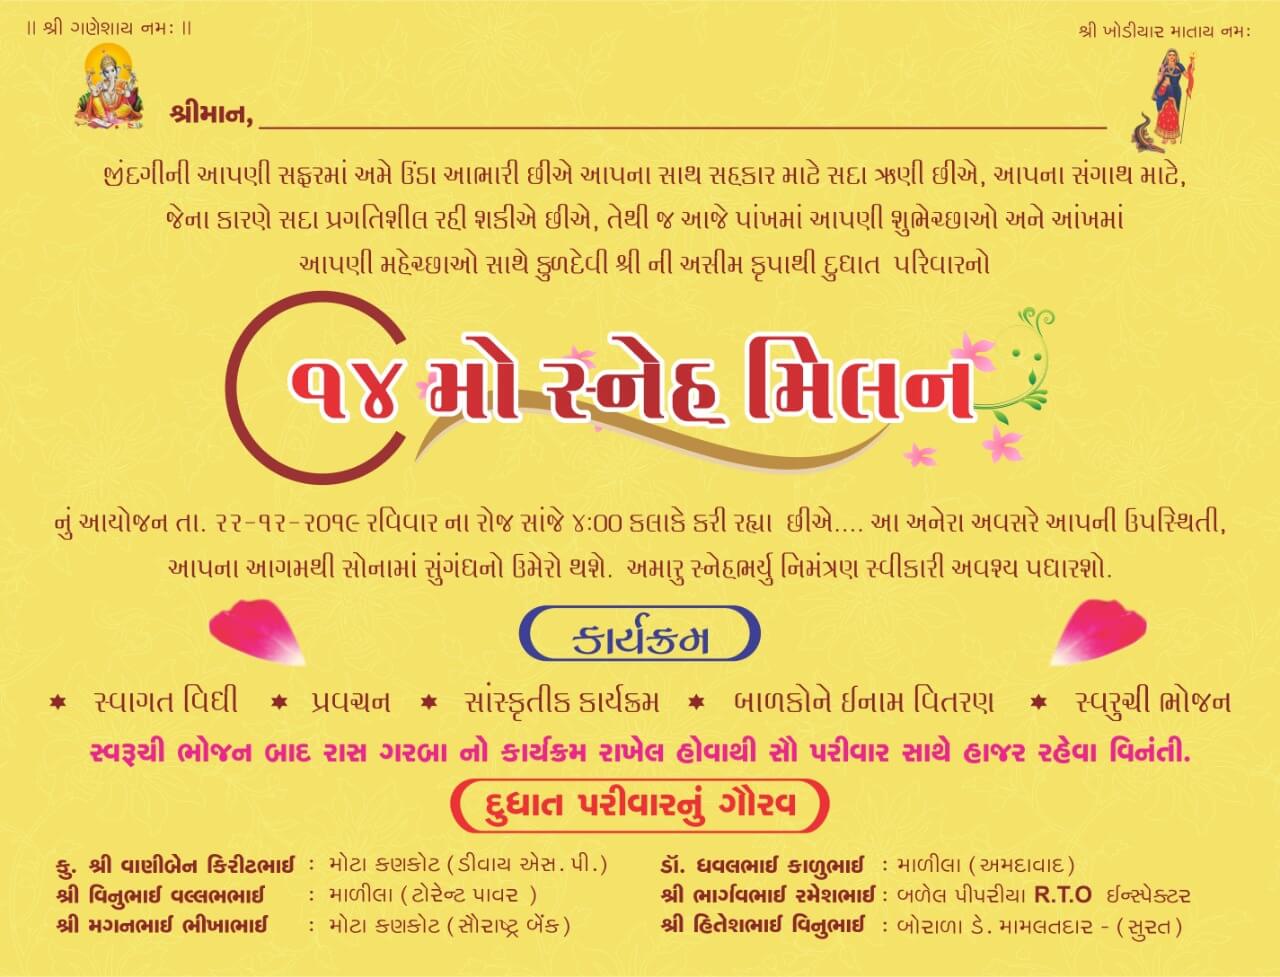 ॥ શ્રી ગણેશાય નમઃ ॥
શ્રી ખોડીયાર માતાય નમઃ
શ્રીમાન,
જીંદગીની આપણી સફરમાં અમે ઉંડા આભારી છીએ આપના સાથ સહકાર માટે સદા ઋણી છીએ, આપના સંગાથ માટે,
જેના કારણે સદા પ્રગતિશીલ રહી શકીએ છીએ, તેથી જ આજે પાંખમાં આપણી શુભેચ્છાઓ અને આંખમાં
આપણી મહેચ્છાઓ સાથે કુળદેવી શ્રી ની અસીમ કૃપાથી દુધાત પરિવારનો
૧૪ મો સ્નેહ મિલન
નું આયોજન તા. ૨૨-૧૨-૨૦૧૯ રવિવાર ના રોજ સાંજે ૪:૦૦ કલાકે કરી રહ્યા છીએ.... આ અનેરા અવસરે આપની ઉપસ્થિતી,
આપના આગમથી સોનામાં સુંગંધનો ઉમેરો થશે. અમારુ સ્નેહભર્યુ નિમંત્રણ સ્વીકારી અવશ્ય પધારશો.
કાર્યક્રમ
★ સ્વાગત વિધી ★ પ્રવચન ★ સાંસ્કૃતીક કાર્યક્રમ ★ બાળકોને ઈનામ વિતરણ ★ સ્વરુચી ભોજન
સ્વરૂચી ભોજન બાદ રાસ ગરબા નો કાર્યક્રમ રાખેલ હોવાથી સૌ પરીવાર સાથે હાજર રહેવા વિનંતી.
દુધાત પરીવારનું ગૌરવ
કુ. શ્રી વાણીબેન કિરીટભાઈ : મોટા કણકોટ (ડીવાય એસ. પી.)
શ્રી વિનુભાઈ વલ્લભભાઈ : માળીલા (ટોરેન્ટ પાવર )
શ્રી મગનભાઈ ભીખાભાઈ : મોટા કણકોટ (સૌરાષ્ટ્ર બેંક)
ડૉ. ધવલભાઈ કાળુભાઈ : માળીલા (અમદાવાદ)
શ્રી ભાર્ગવભાઈ રમેશભાઈ : બળેલ પીપરીયા R.T.O ઈન્સ્પેક્ટર
શ્રી હિતેશભાઈ વિનુભાઈ : બોરાળા ડે. મામલતદાર - (સુરત)